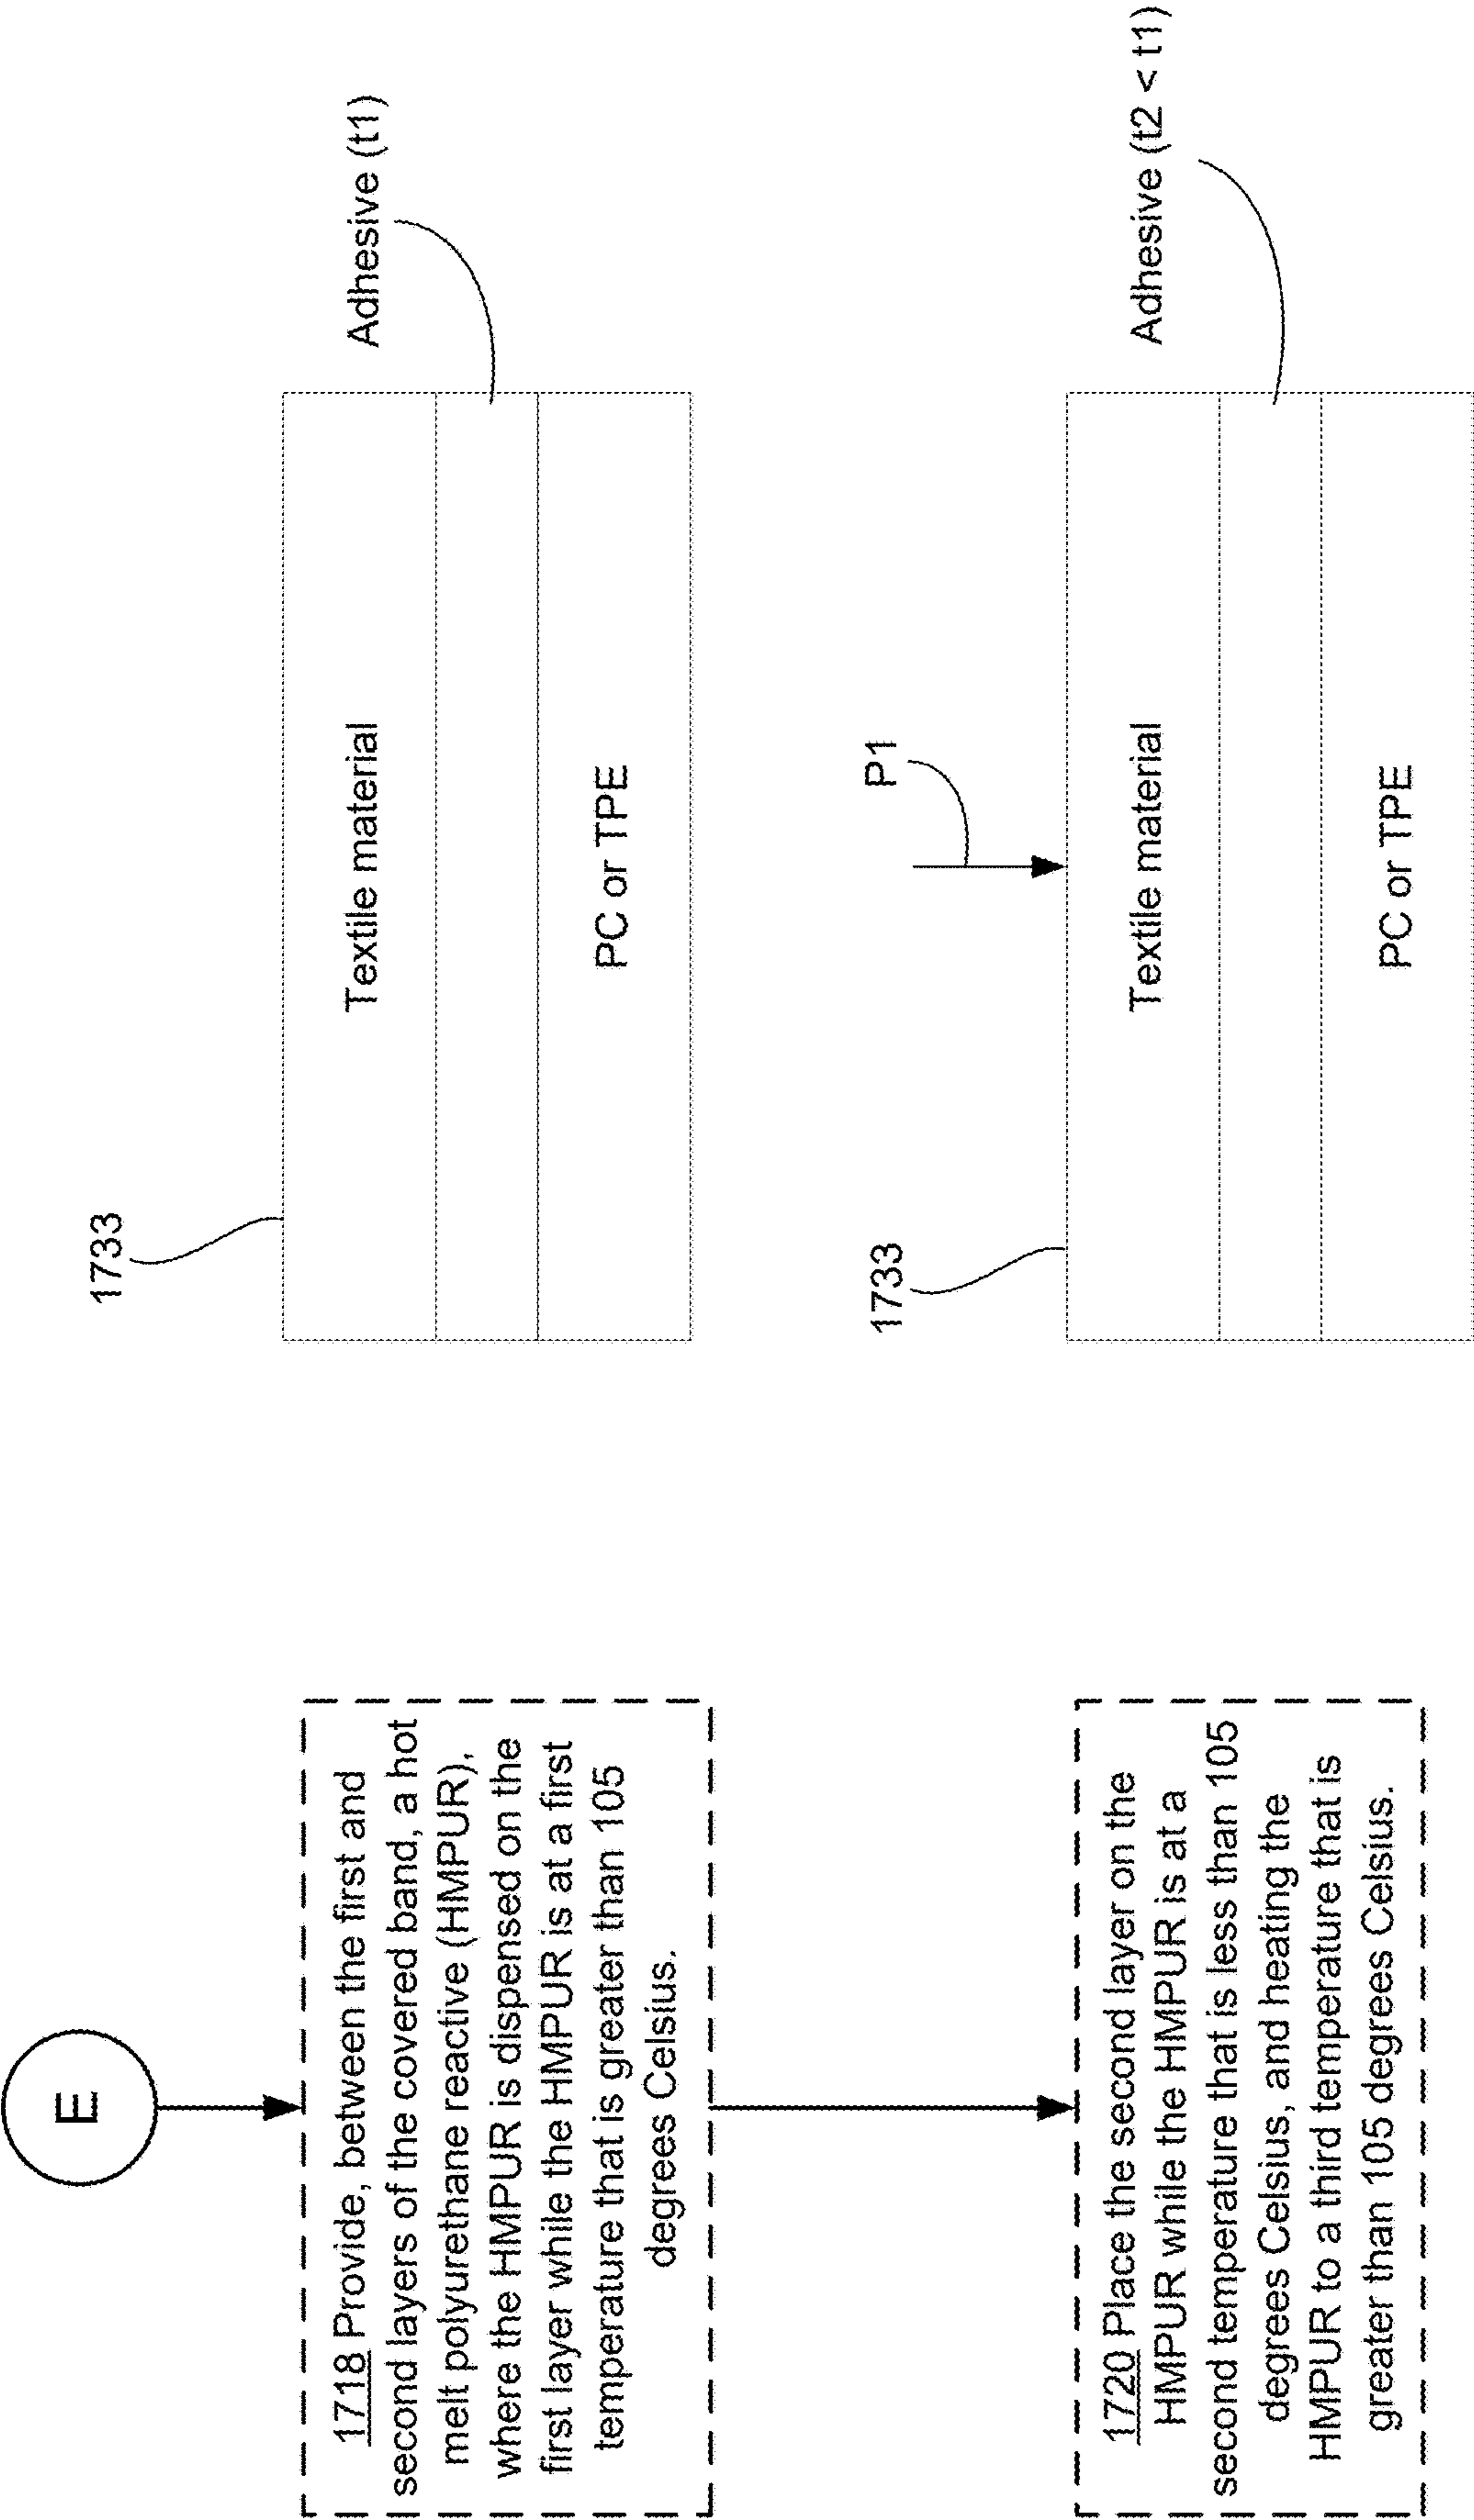 E
1718 Provide, between the first and
second layers of the covered band, a hot
melt polyurethane reactive (HMPUR),
where the HMPUR is dispensed on the
first layer while the HMPUR is at a first
temperature that is greater than 105
degrees Celsius.
1733
Textile material
Adhesive (t1)
PC or TPE
1720 Place the second layer on the
HMPUR while the HMPUR is at a
second temperature that is less than 105
degrees Celsius, and heating the
HMPUR to a third temperature that is
greater than 105 degrees Celsius.
P1
1733
Textile material
Adhesive (t2 < t1)
PC or TPE